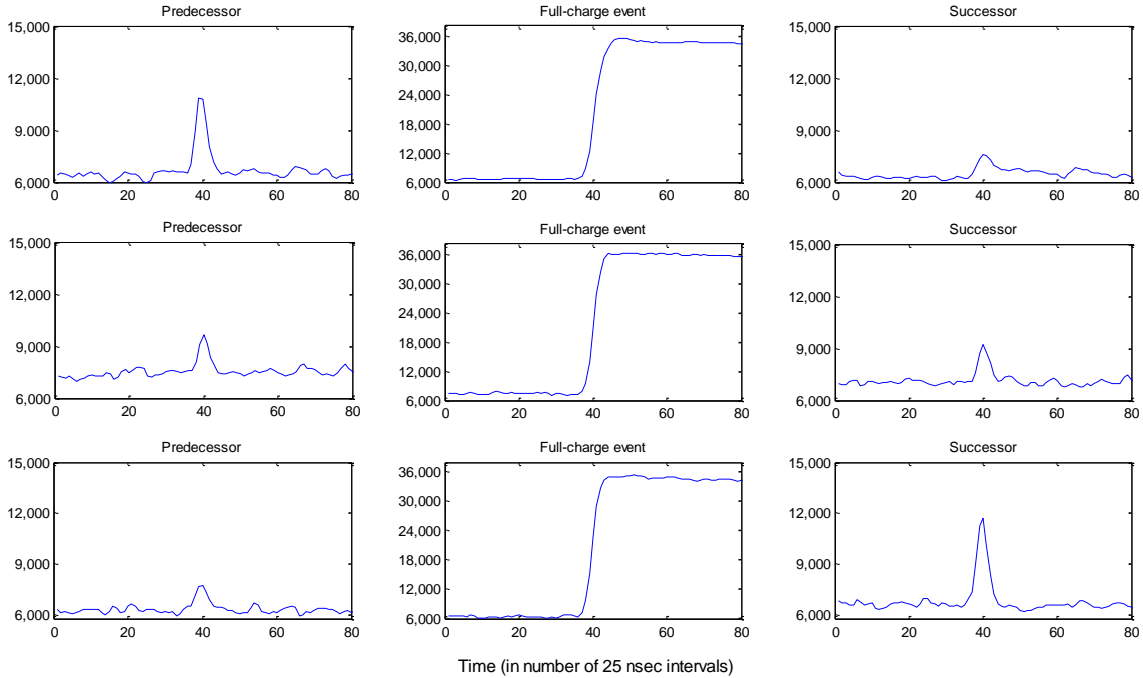 Predecessor Full-charge event Successor
15,000 36,000 15,000
30,000
12,000 24,000 12,000
18,000
9,000 9,000
12,000
6,000 6,000 6,000
0 20 40 60 80 0 20 40 60 80 0 20 40 60 80
Predecessor Full-charge event Successor
15,000 36,000 15,000
30,000
12,000 24,000 12,000
18,000
9,000 9,000
12,000
6,000 6,000 6,000
0 20 40 60 80 0 20 40 60 80 0 20 40 60 80
Predecessor Full-charge event Successor
15,000 36,000 15,000
30,000
12,000 24,000 12,000
18,000
9,000 9,000
12,000
6,000 6,000 6,000
0 20 40 60 80 0 20 40 60 80 0 20 40 60 80
Time (in number of 25 nsec intervals)